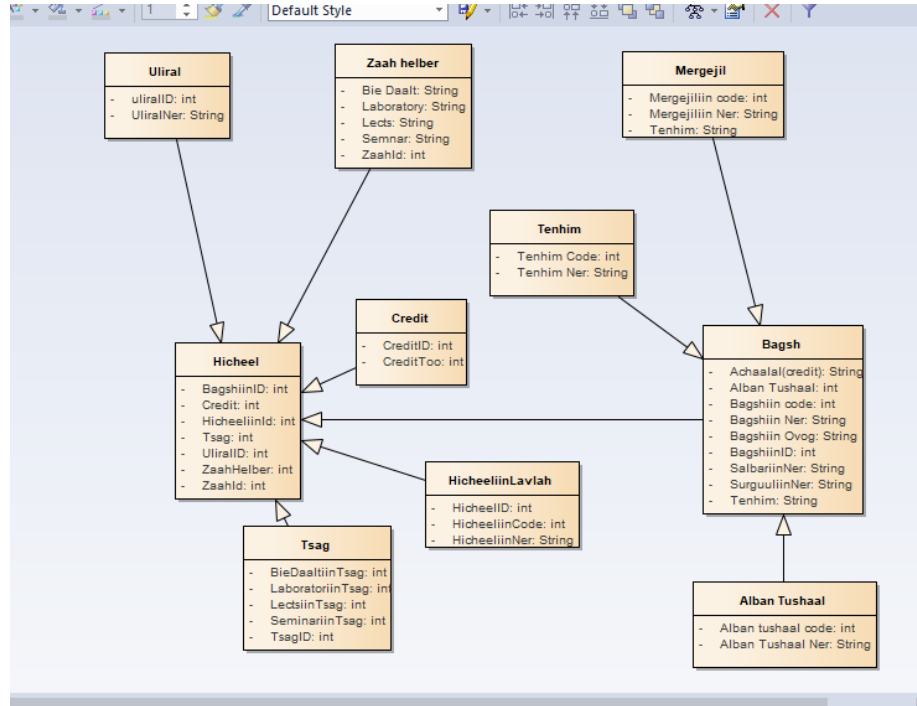 1
Default Style
Uliral
- uliralID: int
- UliralNer: String
Zaah helber
- Bie Daalt: String
- Laboratory: String
- Lects: String
- Semnar: String
- ZaahId: int
Mergejil
- Mergejiliin code: int
- Mergejiliin Ner: String
- Tenhim: String
Tenhim
- Tenhim Code: int
- Tenhim Ner: String
Credit
- CreditID: int
- CreditToo: int
Hicheel
- BagshiinID: int
- Credit: int
- HicheeliinId: int
- Tsag: int
- UliralID: int
- ZaahHelber: int
- ZaahId: int
Bagsh
- Achaalal(credit): String
- Alban Tushaal: int
- Bagshiin code: int
- Bagshiin Ner: String
- Bagshiin Ovog: String
- BagshiinID: int
- SalbariinNer: String
- SurguuliinNer: String
- Tenhim: String
HicheeliinLavlah
- HicheelID: int
- HicheeliinCode: int
- HicheeliinNer: String
Tsag
- BieDaaltiinTsag: int
- LaboratoriinTsag: int
- LectsiinTsag: int
- SeminariinTsag: int
- TsagID: int
Alban Tushaal
- Alban tushaal code: int
- Alban Tushaal Ner: String